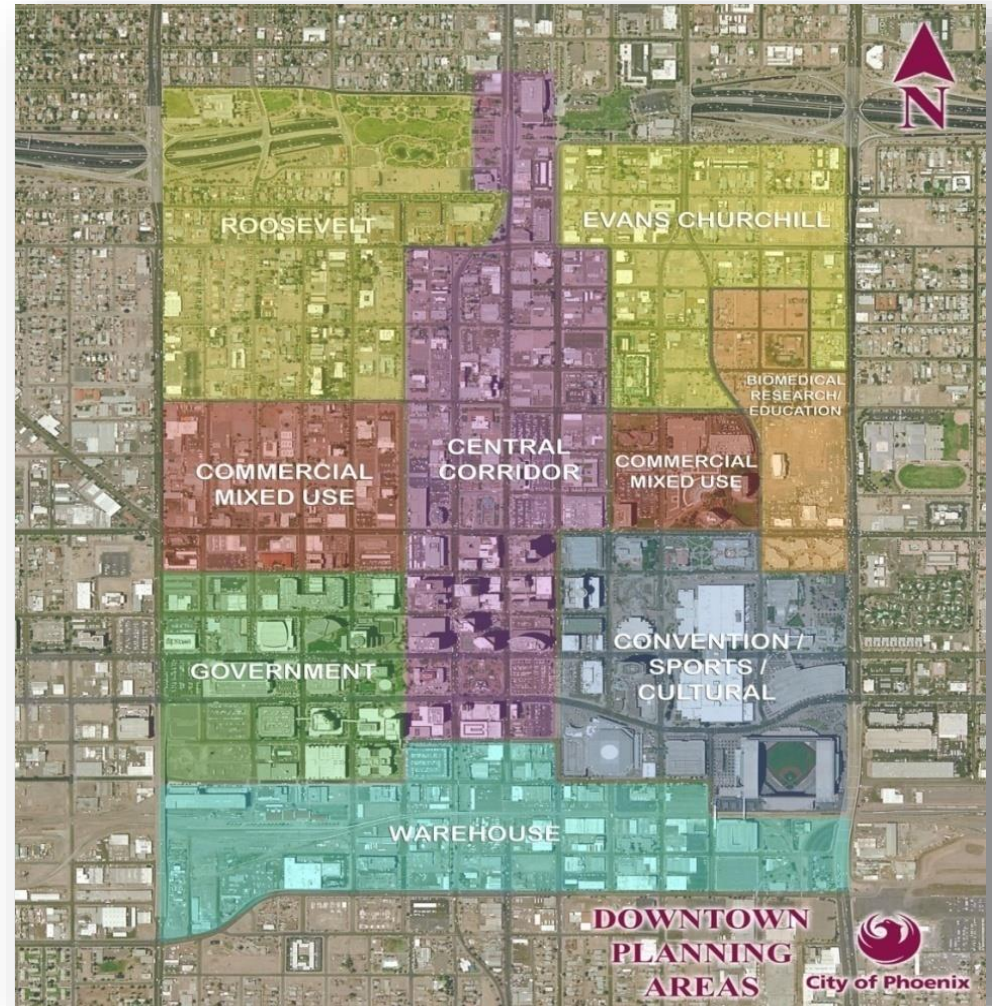 N
ROOSEVELT
EVANS CHURCHILL
BIOMEDICAL
RESEARCH/
EDUCATION
COMMERCIAL
MIXED USE
CENTRAL
CORRIDOR
COMMERCIAL
MIXED USE
GOVERNMENT
CONVENTION /
SPORTS /
CULTURAL
WAREHOUSE
DOWNTOWN
PLANNING
AREAS
City of Phoenix